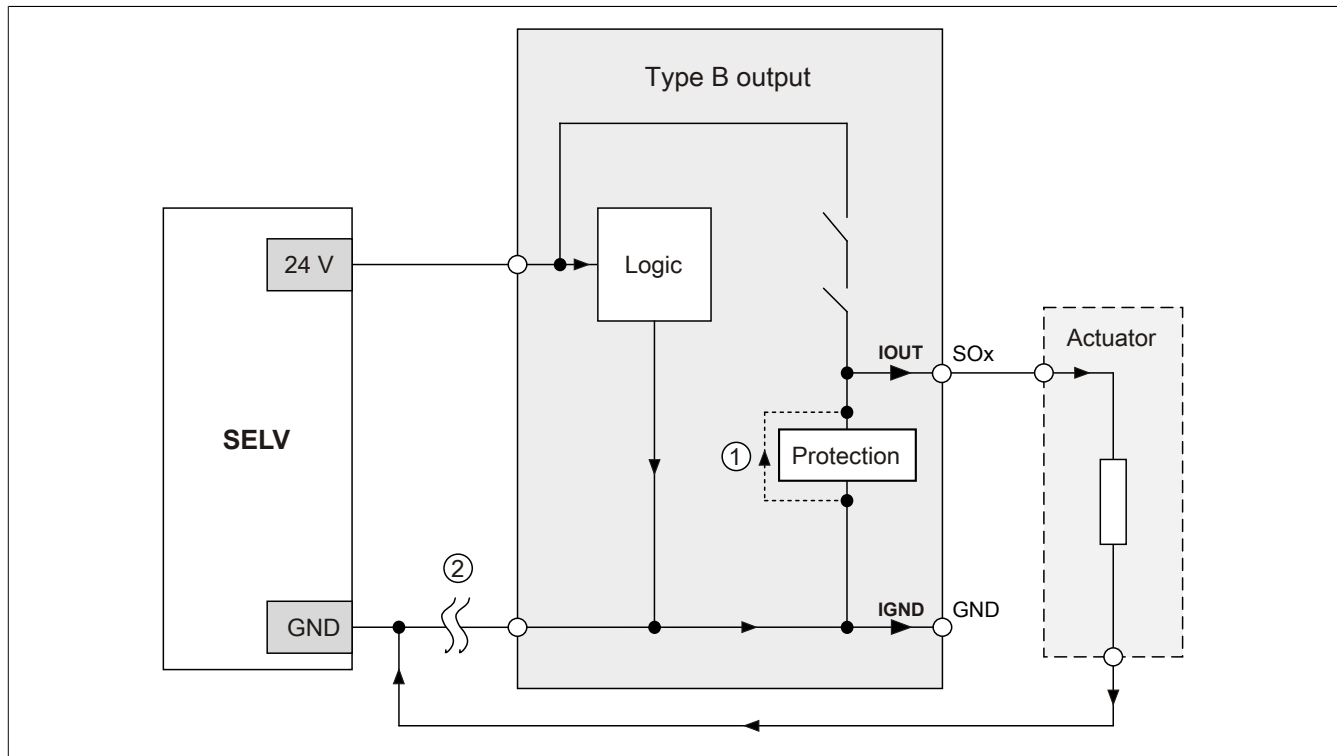 Type B output
24 V
Logic
SELV
IOUT
SOx
Actuator
①
Protection
②
GND
IGND
GND